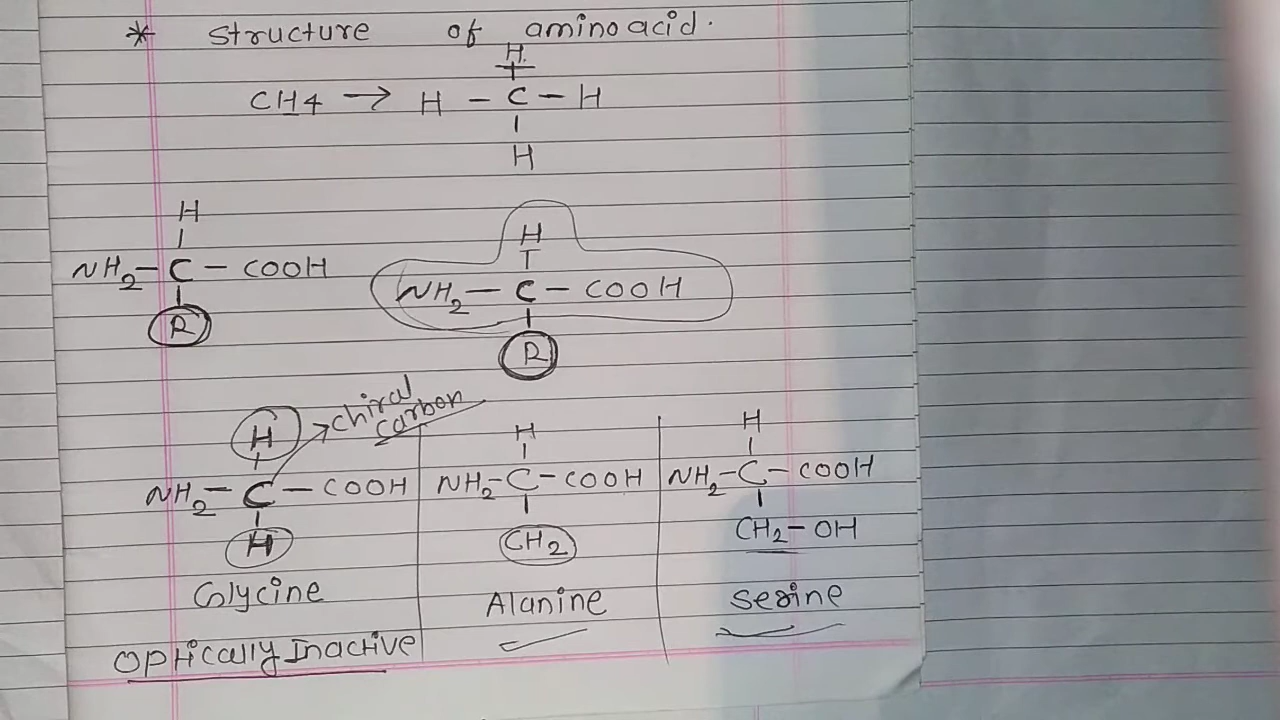 * structure of amino acid.
H
CH4 → H - C - H
H
H
NH2 - C - COOH
R
H
NH2 - C - COOH
R
chiral carbon
H
NH2 - C - COOH
H
Glycine
Optically Inactive
H
NH2 - C - COOH
CH2
Alanine
H
NH2 - C - COOH
CH2 - OH
serine